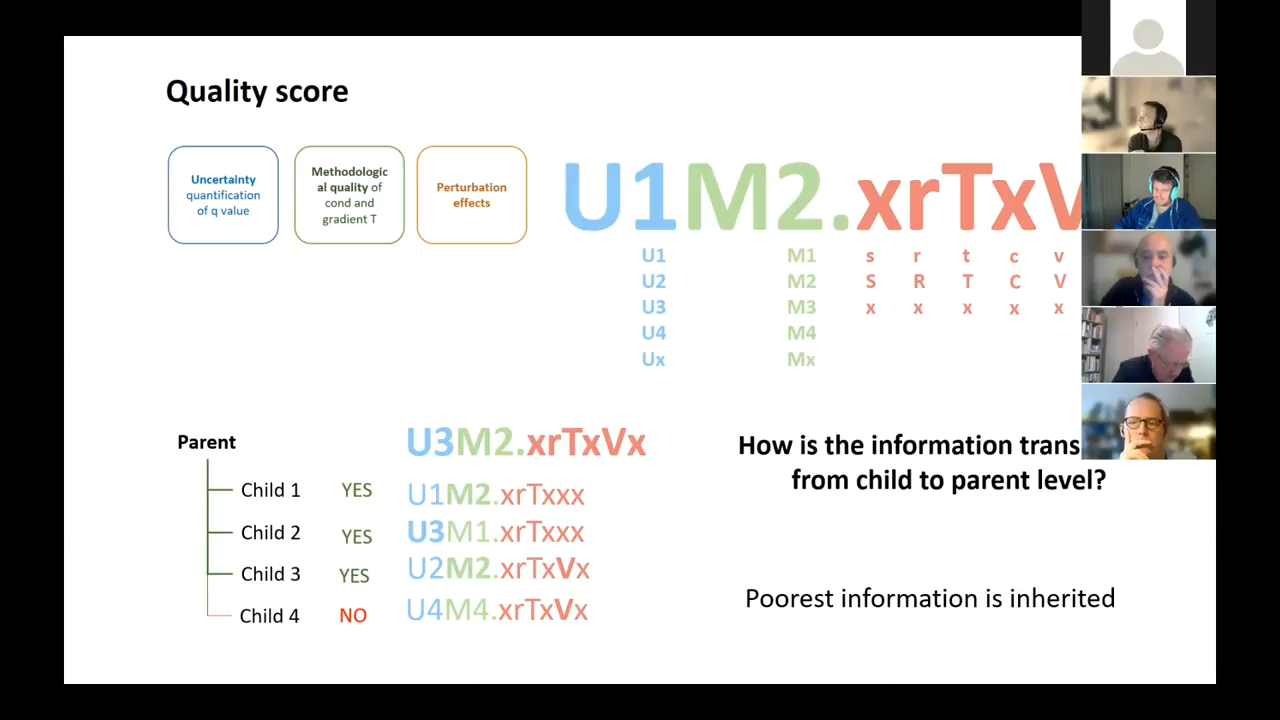 Quality score
Uncertainty
quantification
of q value
Methodologic
al quality of
cond and
gradient T
Perturbation
effects
U1M2.xrTxV
U1 M1 s r t c v
U2 M2 S R T C V
U3 M3 x x x x x
U4 M4
Ux Mx
Parent U3M2.xrTxVx
Child 1 YES U1M2.xrTxxx
Child 2 YES U3M1.xrTxxx
Child 3 YES U2M2.xrTxVx
Child 4 NO U4M4.xrTxVx
How is the information trans
from child to parent level?
Poorest information is inherited